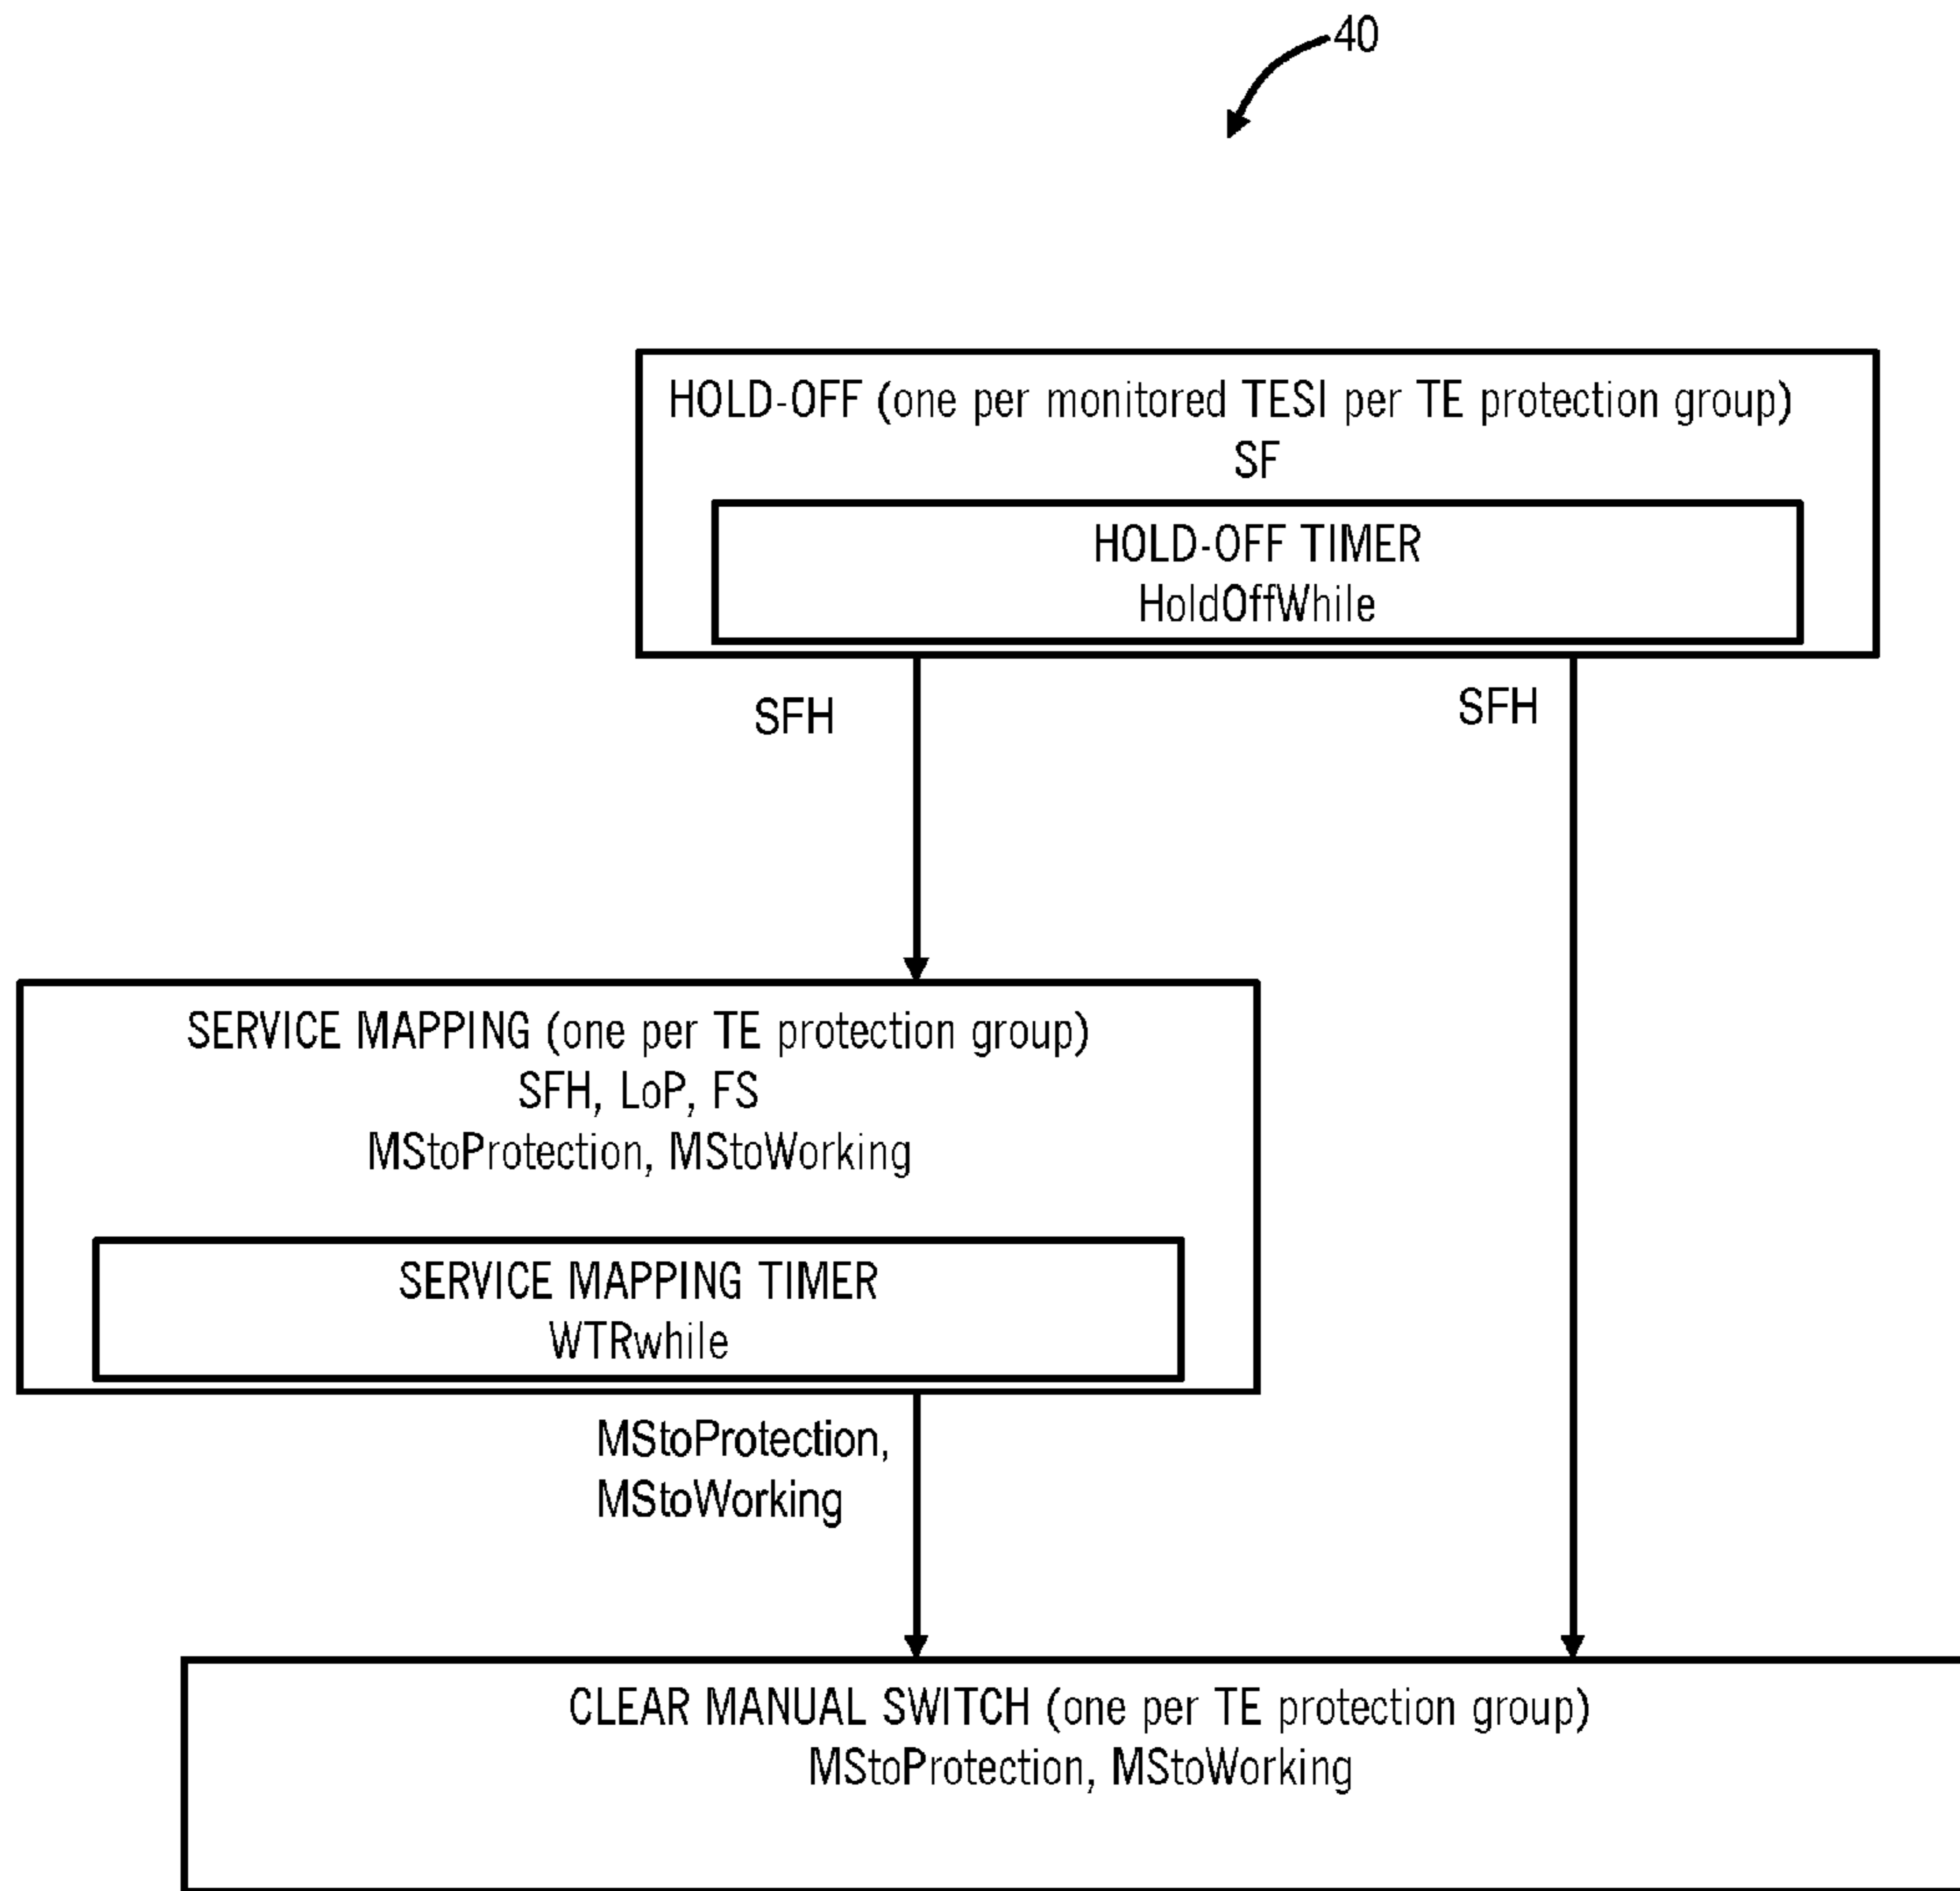 40
HOLD-OFF (one per monitored TESI per TE protection group)
SF
HOLD-OFF TIMER
HoldOffWhile
SFH
SFH
SERVICE MAPPING (one per TE protection group)
SFH, LoP, FS
MStoProtection, MStoWorking
SERVICE MAPPING TIMER
WTRwhile
MStoProtection,
MStoWorking
CLEAR MANUAL SWITCH (one per TE protection group)
MStoProtection, MStoWorking